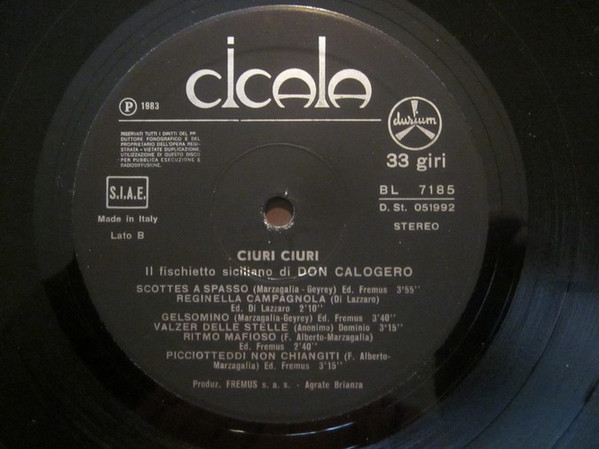 cicala
P 1983
RISERVATI TUTTI I DIRITTI DEL PR-
DUTTORE FONOGRAFICO E DEL
PROPRIETARIO DELL'OPERA REGI-
STRATA - VIETATE DUPLICAZIONE,
UTILIZZAZIONE DI QUESTO DISCO
PER PUBBLICA ESECUZIONE E
RADIODIFFUSIONE.
durium
33 giri
S.I.A.E.
BL 7185
D. St. 051992
Made in Italy
STEREO
Lato B
CIURI CIURI
Il fischietto siciliano di DON CALOGERO
SCOTTES A SPASSO (Marzagalia - Geyrey) Ed. Fremus 3'55"
REGINELLA CAMPAGNOLA (Di Lazzaro)
Ed. Di Lazzaro 2'10"
GELSOMINO (Marzagalia-Geyrey) Ed. Fremus 3'40"
VALZER DELLE STELLE (Anonimo) Dominio 3'15"
RITMO MAFIOSO (F. Alberto-Marzagalia)
Ed. Fremus 2'40"
PICCIOTTEDDI NON CHIANGITI (F. Alberto-
Marzagalia) Ed. Fremus 3'15"
Produz. FREMUS s. a. s. - Agrate Brianza